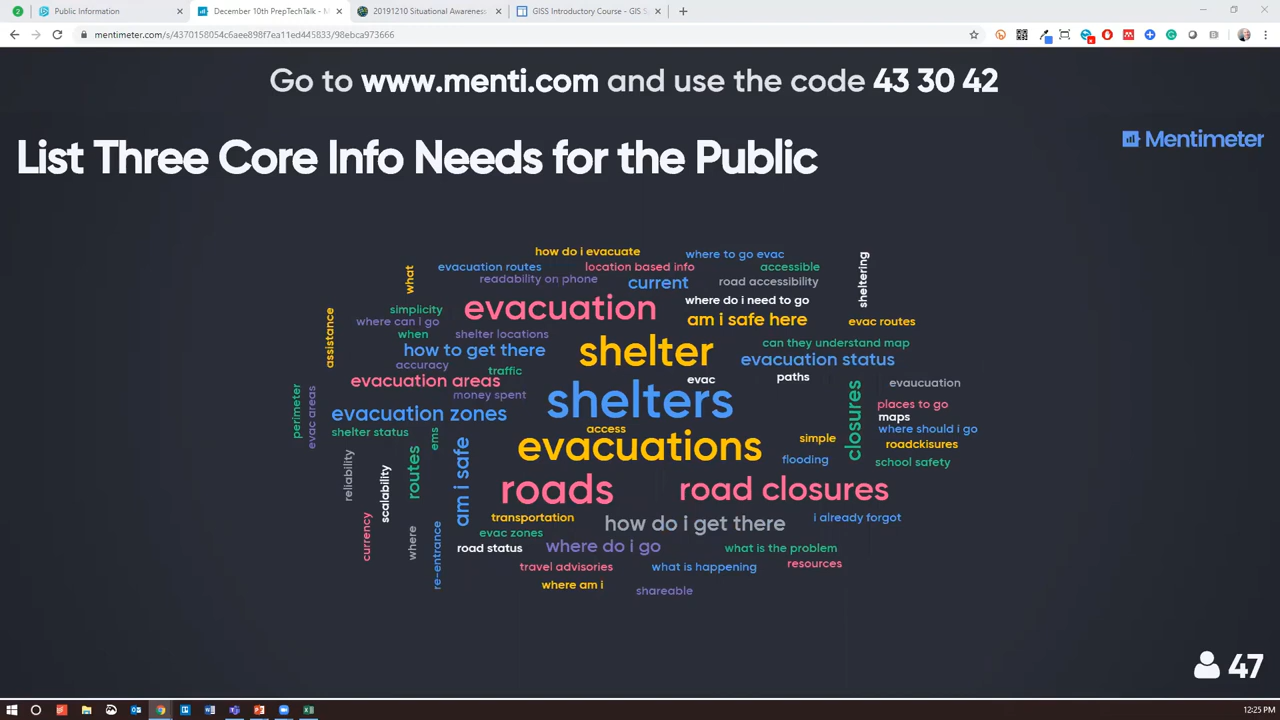 2
Public Information
December 10th PrepTechTalk - M
20191210 Situational Awareness
GISS Introductory Course - GIS S
mentimeter.com/s/4370158054c6aee898f7ea11ed445833/98ebca973666
Go to www.menti.com and use the code 43 30 42
List Three Core Info Needs for the Public
Mentimeter
how do i evacuate
where to go evac
evacuation routes
location based info
accessible
sheltering
what
readability on phone
current
road accessibility
evacuation
where do i need to go
simplicity
am i safe here
evac routes
where can i go
assistance
when
shelter locations
how to get there
shelter
can they understand map
evacuation status
accuracy
traffic
evacuation areas
evac
paths
evaucation
money spent
shelters
closures
places to go
perimeter
evac areas
evacuation zones
maps
where should i go
shelter status
ems
access
evacuations
simple
roadckisures
flooding
school safety
reliability
scalability
routes
am i safe
roads
road closures
currency
where
re-entrance
transportation
how do i get there
i already forgot
evac zones
road status
where do i go
what is the problem
travel advisories
what is happening
resources
where am i
shareable
47
12:25 PM